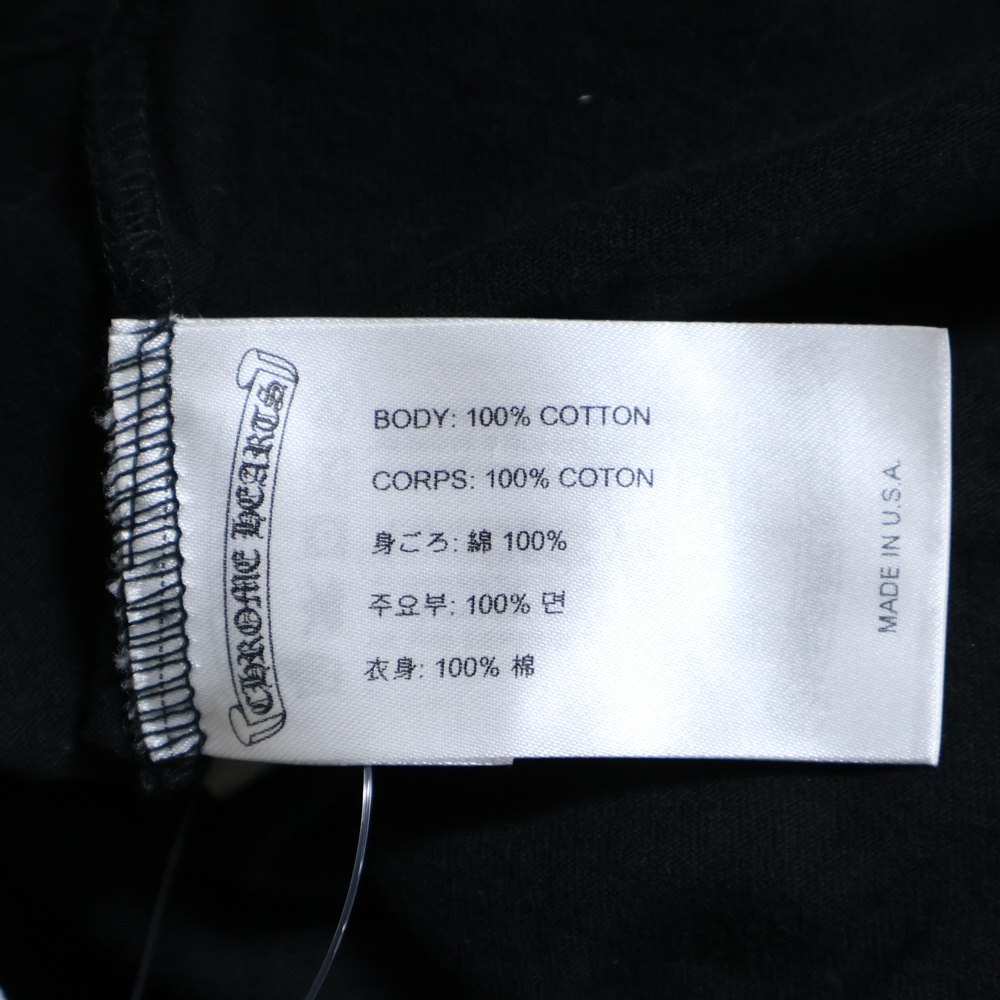 CHROME HEARTS
BODY: 100% COTTON
CORPS: 100% COTON
身ごろ: 綿 100%
주요부: 100% 면
衣身: 100% 棉
MADE IN U.S.A.